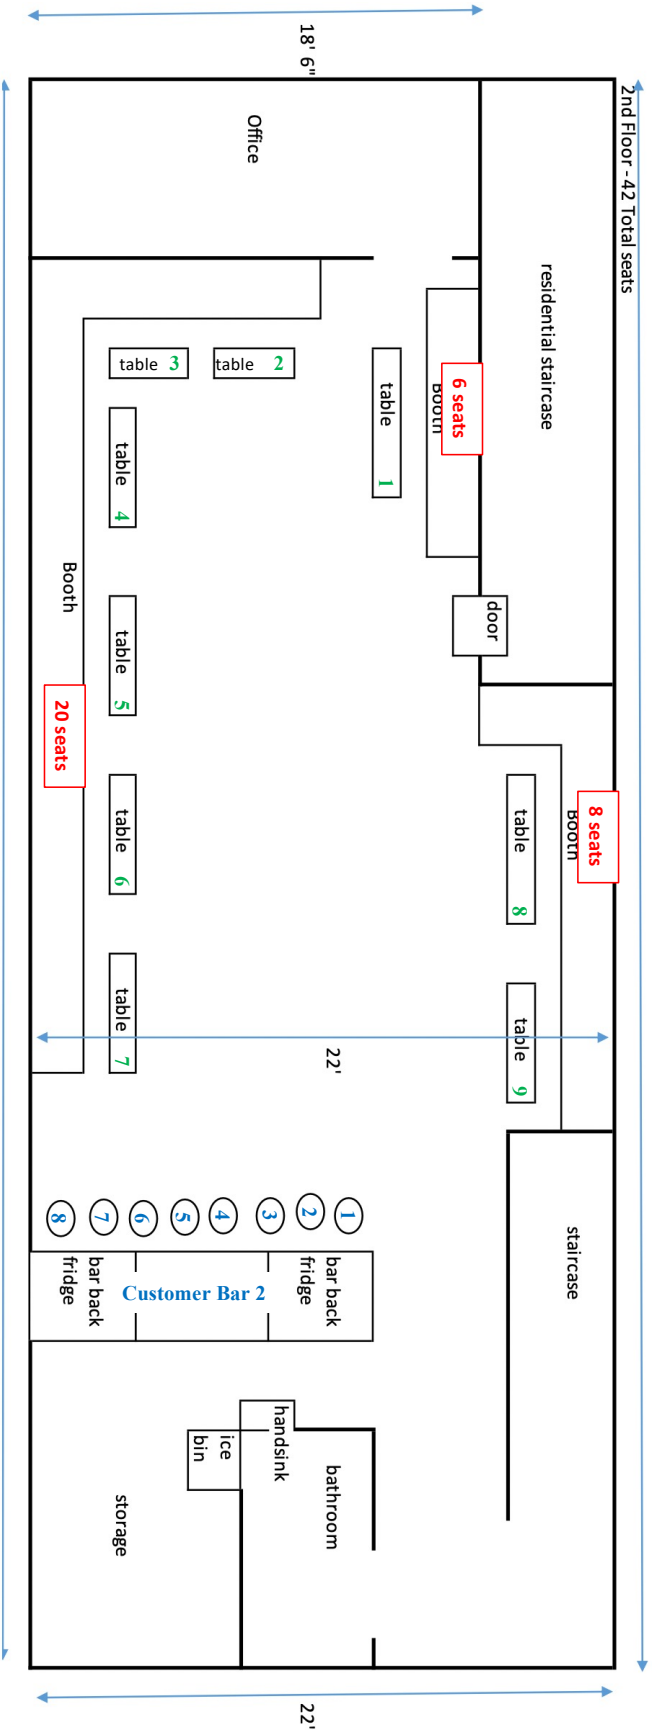 2nd Floor - 42 Total seats
18' 6"
Office
residential staircase
Booth
6 seats
table 1
table 2
table 3
table 4
table 5
table 6
table 7
Booth
20 seats
door
Booth
8 seats
table 8
table 9
22'
staircase
1
2
3
4
5
6
7
8
bar back
fridge
Customer Bar 2
bar back
fridge
handsink
ice
bin
bathroom
storage
22'